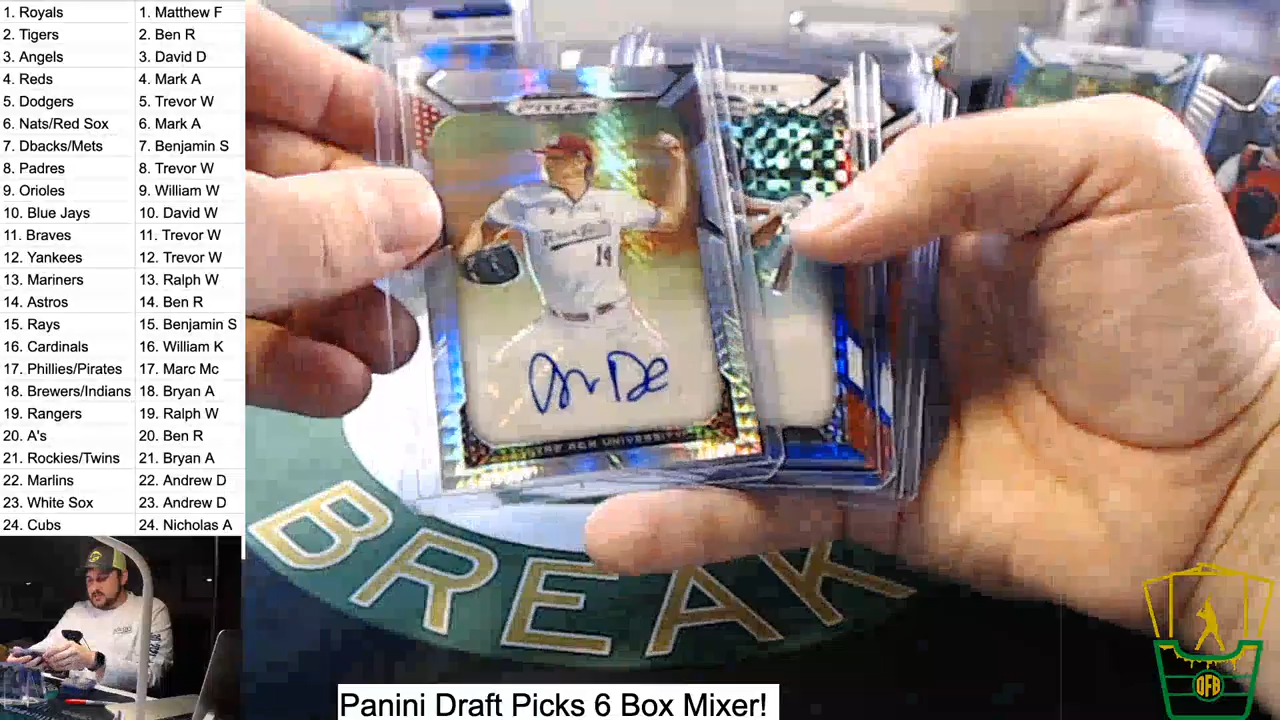 1. Royals 1. Matthew F
2. Tigers 2. Ben R
3. Angels 3. David D
4. Reds 4. Mark A
5. Dodgers 5. Trevor W
6. Nats/Red Sox 6. Mark A
7. Dbacks/Mets 7. Benjamin S
8. Padres 8. Trevor W
9. Orioles 9. William W
10. Blue Jays 10. David W
11. Braves 11. Trevor W
12. Yankees 12. Trevor W
13. Mariners 13. Ralph W
14. Astros 14. Ben R
15. Rays 15. Benjamin S
16. Cardinals 16. William K
17. Phillies/Pirates 17. Marc Mc
18. Brewers/Indians 18. Bryan A
19. Rangers 19. Ralph W
20. A's 20. Ben R
21. Rockies/Twins 21. Bryan A
22. Marlins 22. Andrew D
23. White Sox 23. Andrew D
24. Cubs 24. Nicholas A
14
BREAK
Panini Draft Picks 6 Box Mixer!
OFB